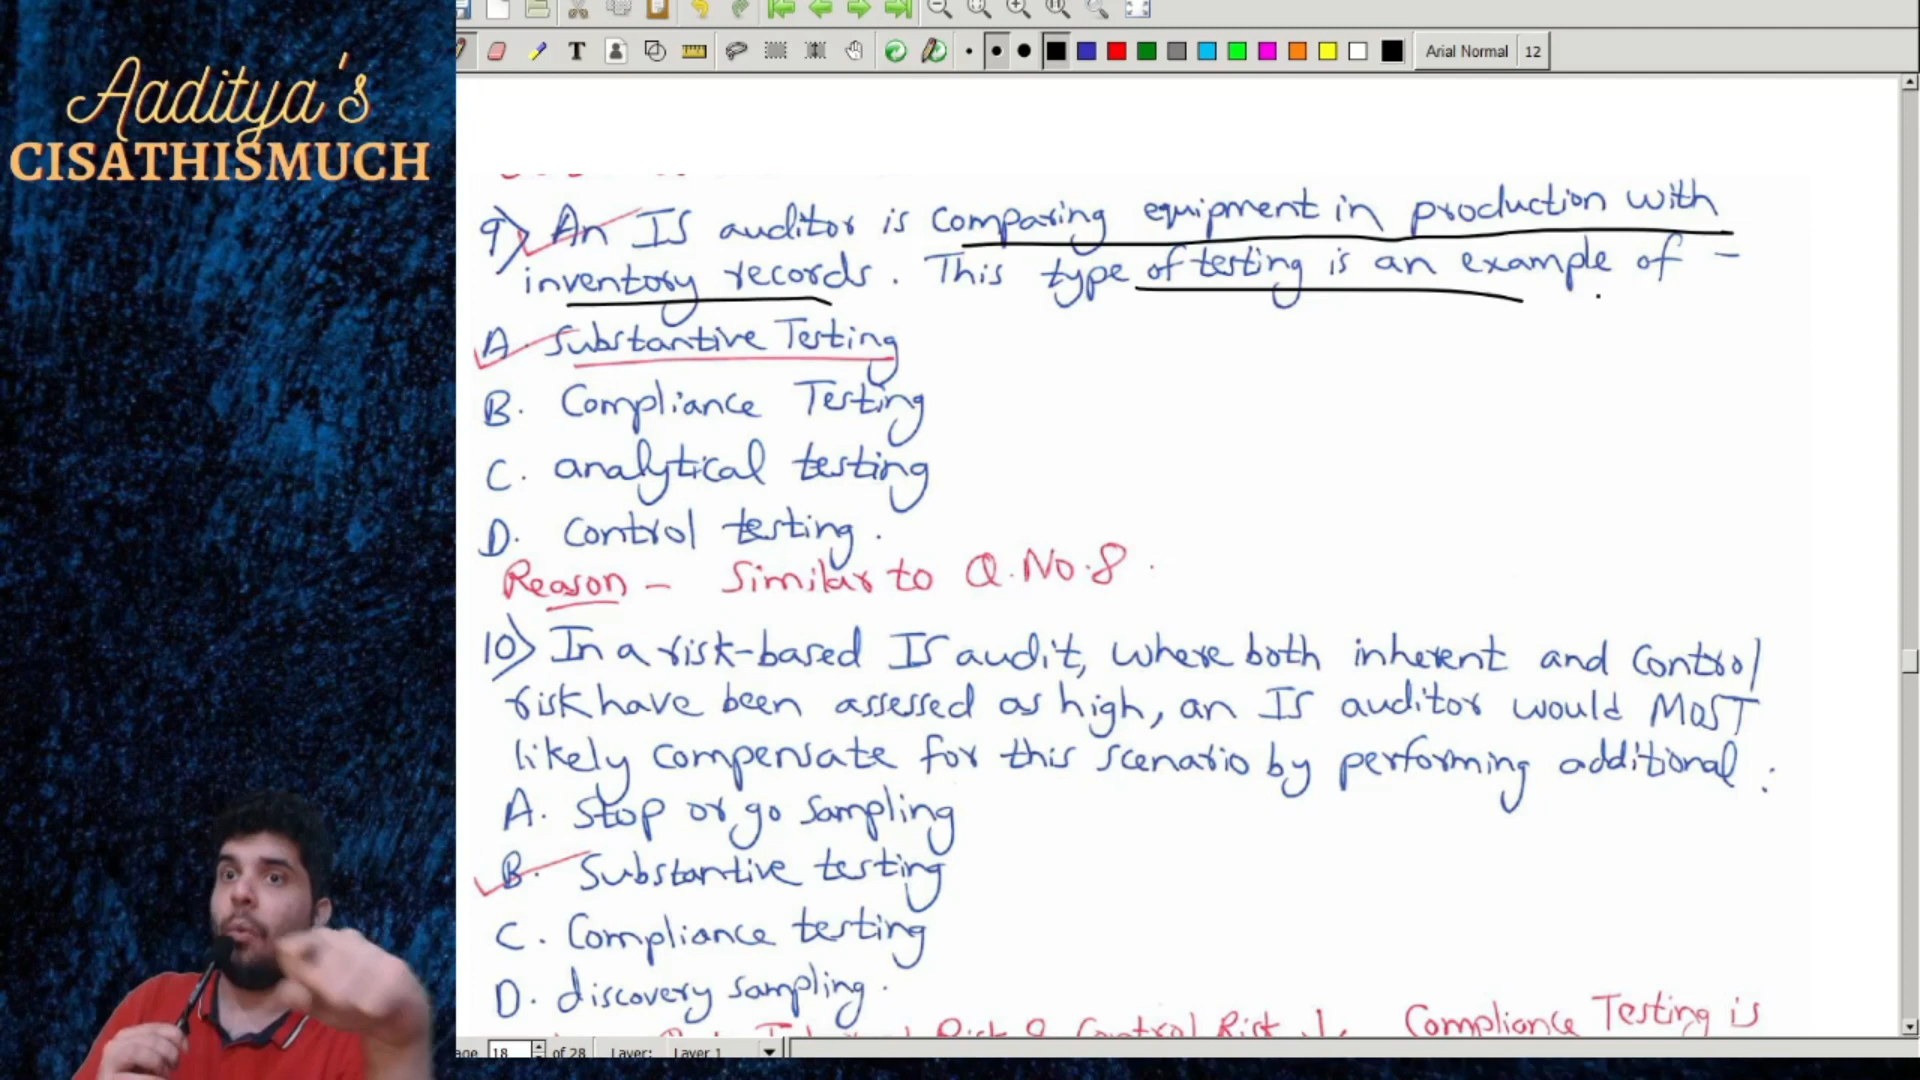 Aaditya's
CISATHISMUCH
Arial Normal 12
9) An IS auditor is comparing equipment in production with
inventory records. This type of testing is an example of -
A. Substantive Testing
B. Compliance Testing
C. analytical testing
D. Control testing.
Reason - Similar to Q.No.8.
10) In a risk-based IS audit, where both inherent and control
risk have been assessed as high, an IS auditor would MOST
likely compensate for this scenario by performing additional :
A. Stop or go sampling
B. Substantive testing
C. Compliance testing
D. discovery sampling.
Risk & Control Risk Compliance Testing is
18 of 28 Layer: Layer 1